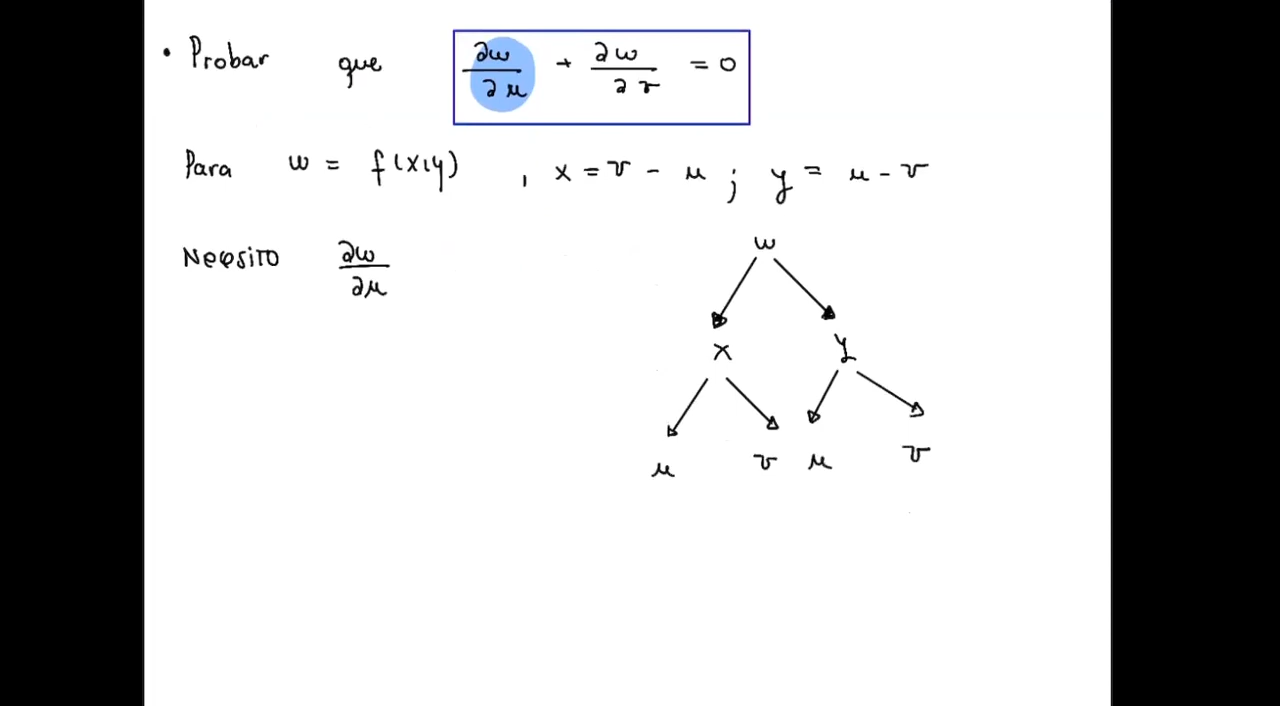 • Probar que ∂w/∂u + ∂w/∂v = 0
Para w = f(x,y) , x = v - u ; y = u - v
Necesito ∂w/∂u
w
x y
u v u v